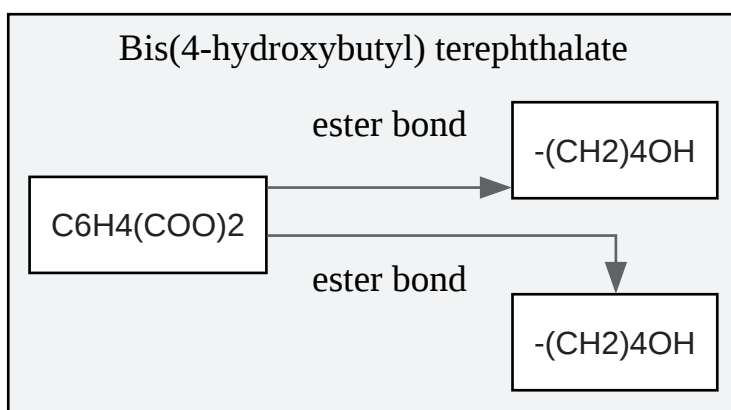 Bis(4-hydroxybutyl) terephthalate
ester bond
-(CH2)4OH
C6H4(COO)2
ester bond
-(CH2)4OH